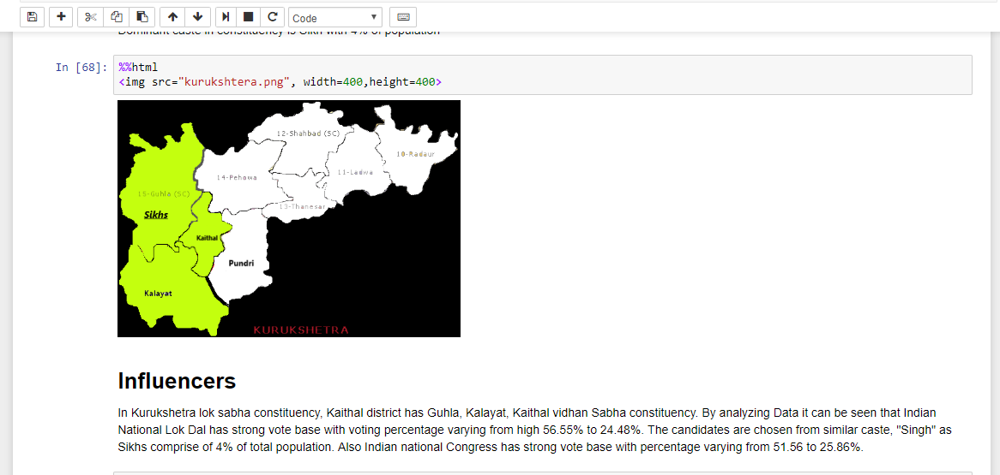 Code
Dominant caste in constituency is Sikh with 4% of population
In [68]:
%%html
<img src="kurukshtera.png", width=400,height=400>
12-Shahbad (SC)
10-Radaur
11-Ladwa
14-Pehowa
15-Guhla (SC)
13-Thanesar
Sikhs
Kaithal
Pundri
Kalayat
KURUKSHETRA
Influencers
In Kurukshetra lok sabha constituency, Kaithal district has Guhla, Kalayat, Kaithal vidhan Sabha constituency. By analyzing Data it can be seen that Indian
National Lok Dal has strong vote base with voting percentage varying from high 56.55% to 24.48%. The candidates are chosen from similar caste, "Singh" as
Sikhs comprise of 4% of total population. Also Indian national Congress has strong vote base with percentage varying from 51.56 to 25.86%.